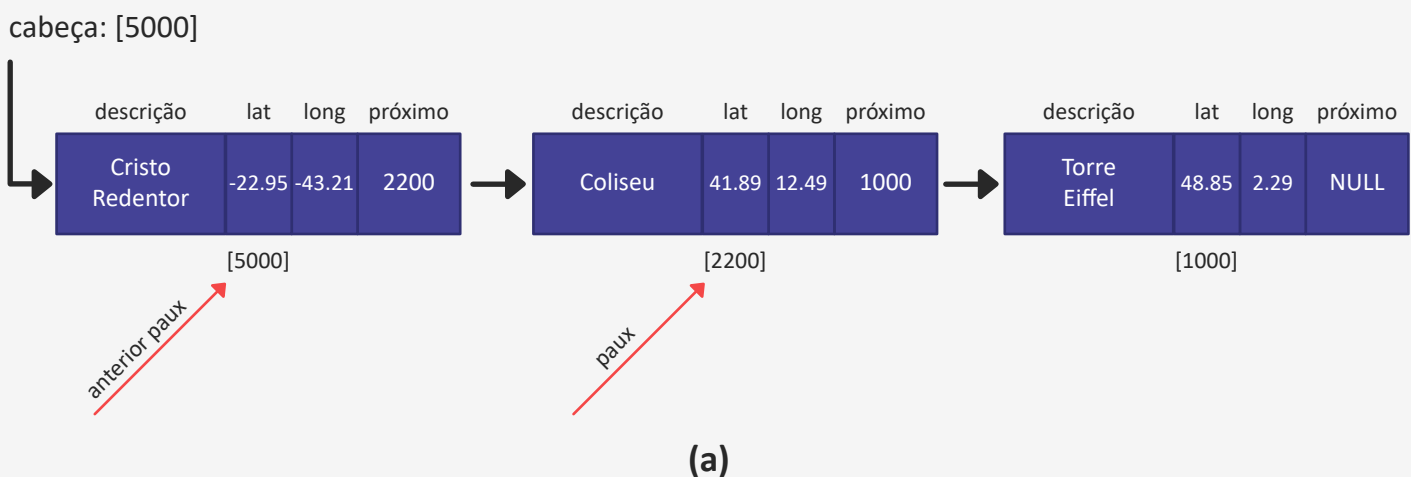 cabeça: [5000]
descrição lat long próximo
Cristo
Redentor
-22.95 -43.21 2200
[5000]
anterior paux
descrição lat long próximo
Coliseu 41.89 12.49 1000
[2200]
paux
descrição lat long próximo
Torre
Eiffel
48.85 2.29 NULL
[1000]
(a)